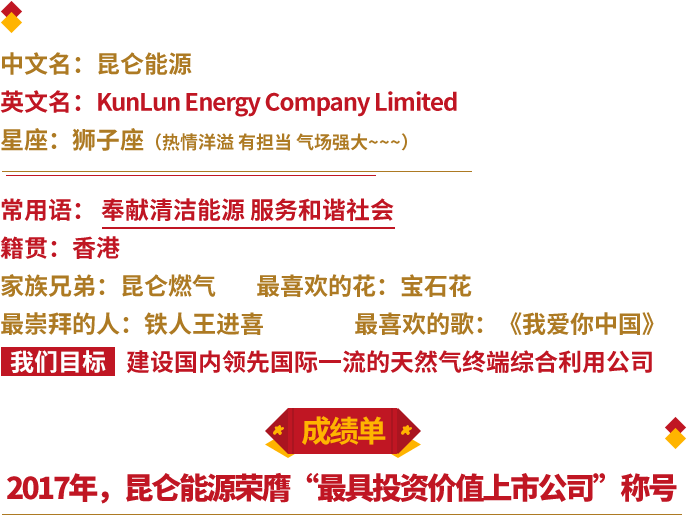 中文名：昆仑能源
英文名：KunLun Energy Company Limited
星座：狮子座（热情洋溢 有担当 气场强大~~~）
常用语： 奉献清洁能源 服务和谐社会
籍贯：香港
家族兄弟：昆仑燃气 最喜欢的花：宝石花
最崇拜的人：铁人王进喜 最喜欢的歌：《我爱你中国》
我们目标 建设国内领先国际一流的天然气终端综合利用公司
成绩单
2017年，昆仑能源荣膺“最具投资价值上市公司”称号